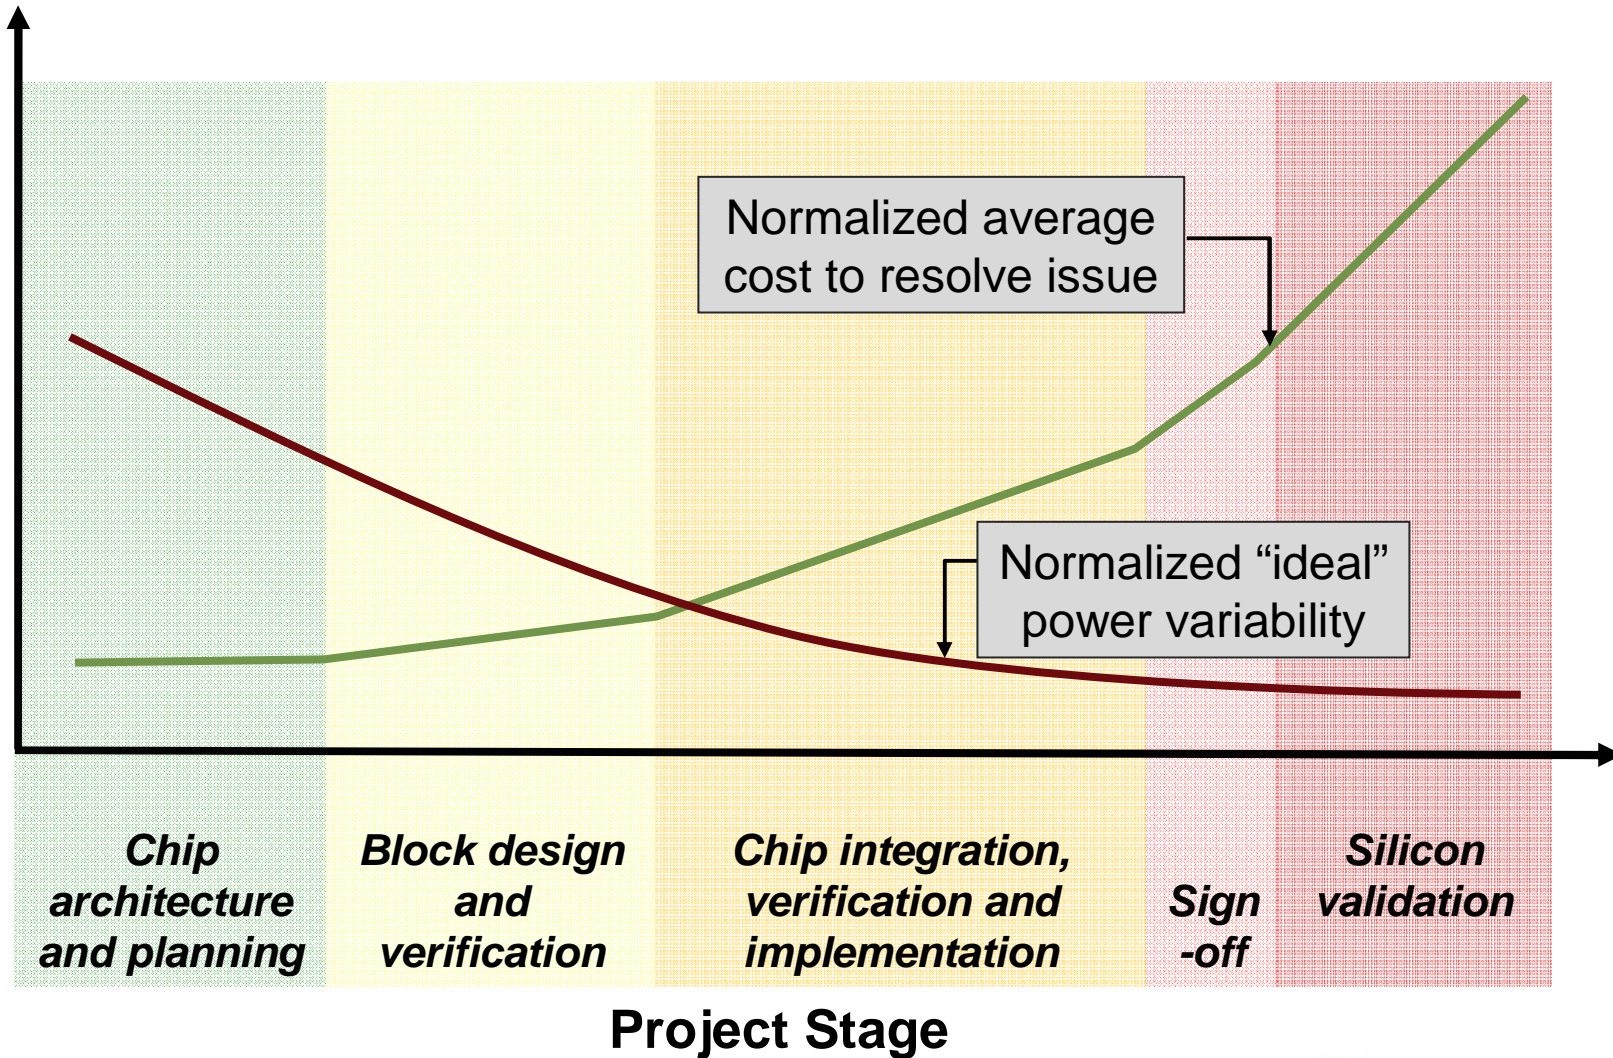 Normalized average
cost to resolve issue
Normalized “ideal”
power variability
Chip
architecture
and planning
Block design
and
verification
Chip integration,
verification and
implementation
Sign
-off
Silicon
validation
Project Stage